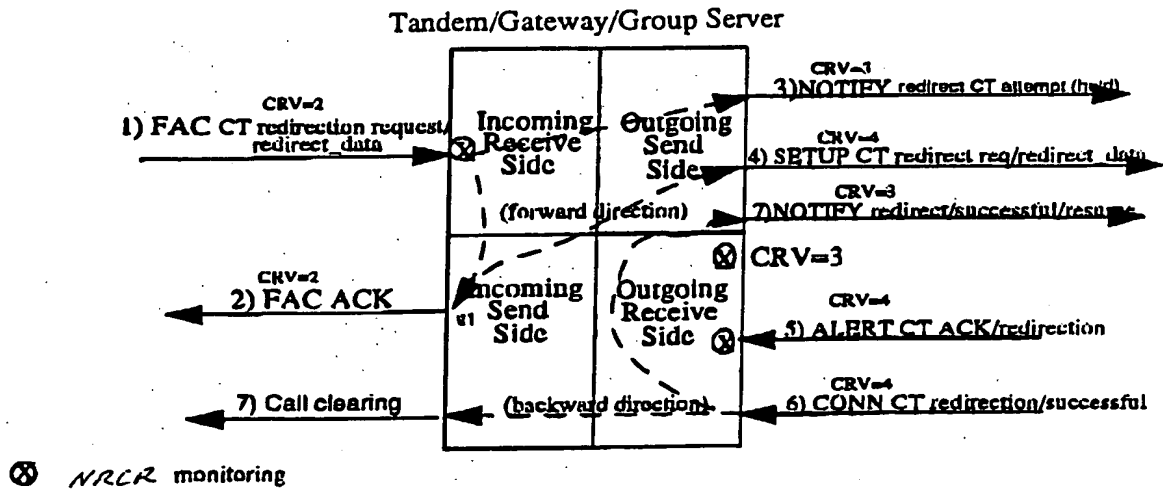 Tandem/Gateway/Group Server
CRV=2
1) FAC CT redirection request/
redirect_data
Incoming
Receive
Side
Outgoing
Send
Side
CRV=3
3)NOTIFY redirect CT attempt (hold)
CRV=4
4) SETUP CT redirect req/redirect_data
CRV=3
7)NOTIFY redirect/successful/resume
(forward direction)
CRV=3
CRV=2
2) FAC ACK
Incoming
Send
Side
Outgoing
Receive
Side
CRV=4
5) ALERT CT ACK/redirection
CRV=4
6) CONN CT redirection/successful
7) Call clearing
(backward direction)
NRCR monitoring